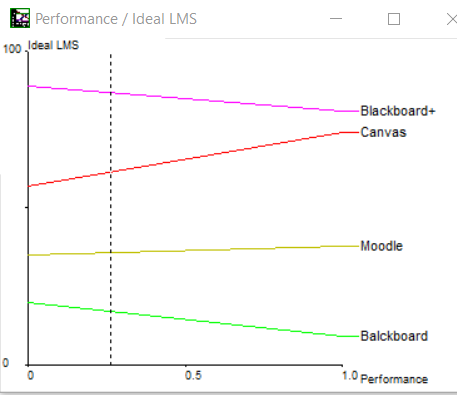 Performance / Ideal LMS
100
Ideal LMS
Blackboard+
Canvas
Moodle
Balckboard
0
0
0.5
1.0
Performance